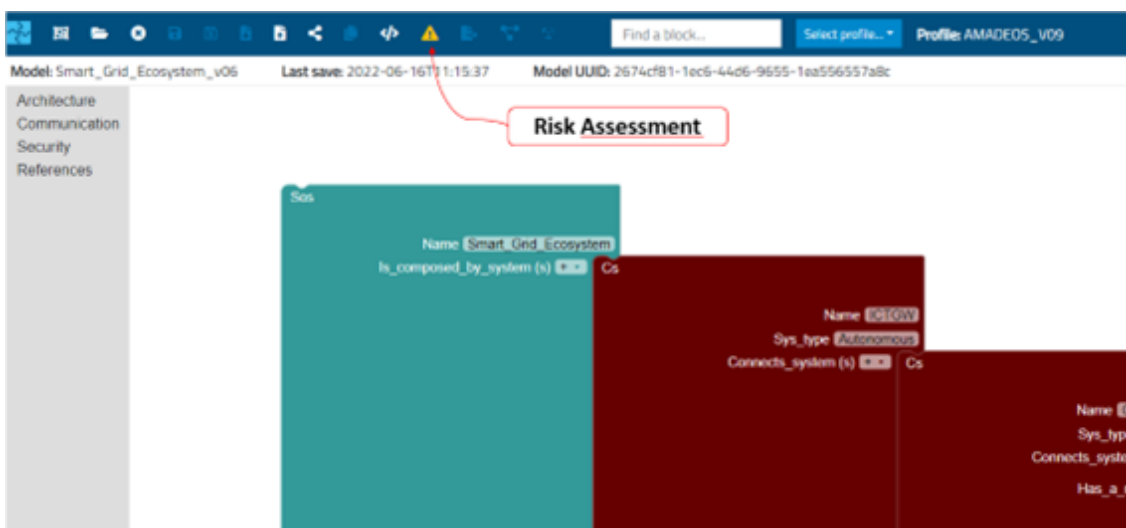 Find a block...
Select profile...
Profile: AMADEOS_V09
Model: Smart_Grid_Ecosystem_v06
Last save: 2022-06-16T11:15:37
Model UUID: 2674cf81-1ec6-44d6-9655-1ea556557a8c
Architecture
Communication
Security
References
Risk Assessment
Sos
Name Smart_Grid_Ecosystem
Is_composed_by_system (s) + -
Cs
Name ICTGW
Sys_type Autonomous
Connects_system (s) + -
Cs
Name
Sys_typ
Connects_syste
Has_a_